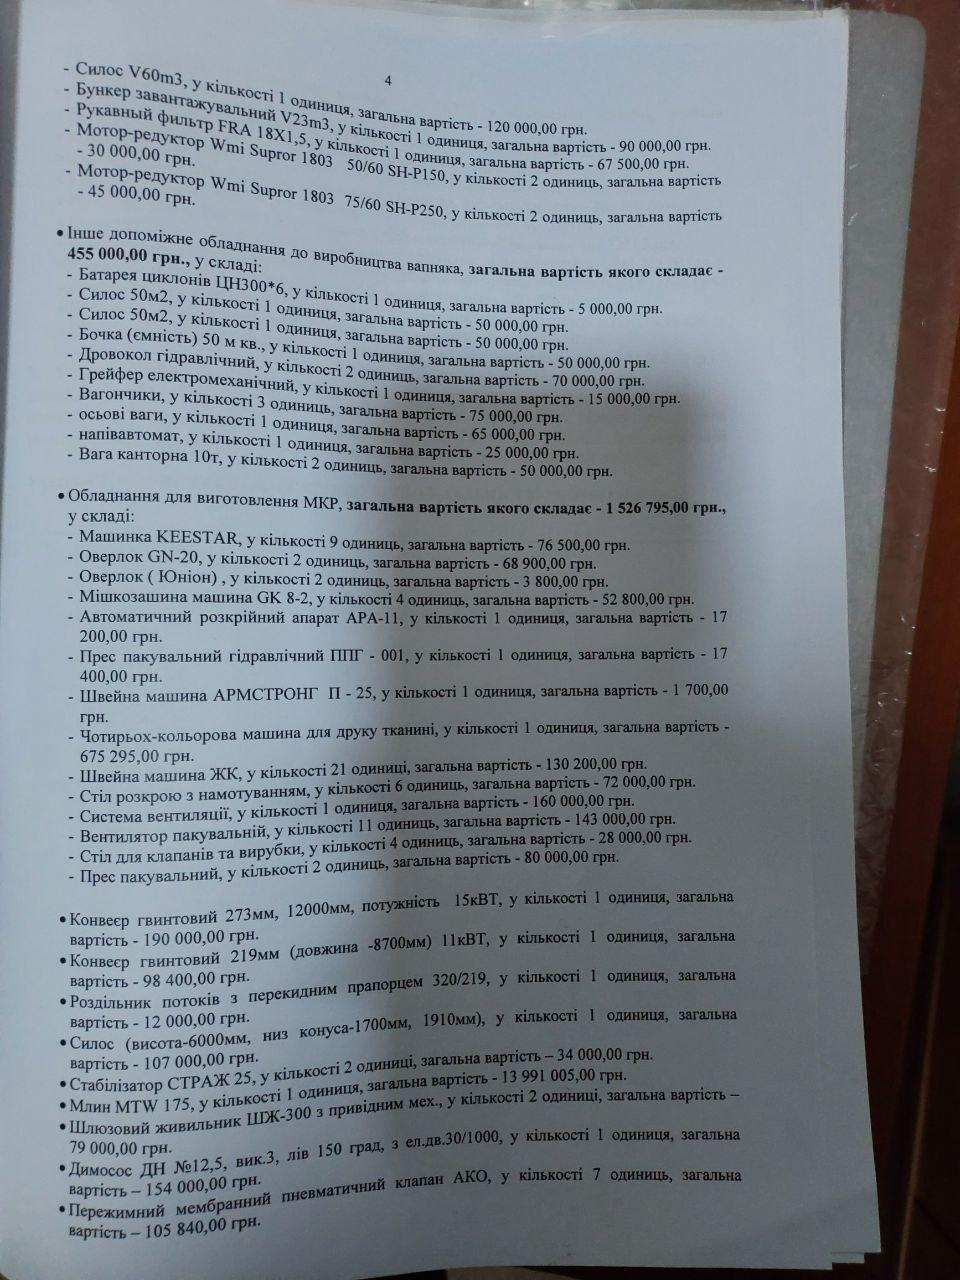 4
- Силос V60m3, у кількості 1 одиниця, загальна вартість - 120 000,00 грн.
- Бункер завантажувальний V23m3, у кількості 1 одиниця, загальна вартість - 90 000,00 грн.
- Рукавный фильтр FRA 18X1,5, у кількості 1 одиниця, загальна вартість - 67 500,00 грн.
- Мотор-редуктор Wmi Supror 1803 50/60 SH-P150, у кількості 2 одиниць, загальна вартість
- 30 000,00 грн.
- Мотор-редуктор Wmi Supror 1803 75/60 SH-P250, у кількості 2 одиниць, загальна вартість
- 45 000,00 грн.
• Інше допоміжне обладнання до виробництва вапняка, загальна вартість якого складає -
455 000,00 грн., у складі:
- Батарея циклонів ЦН300*6, у кількості 1 одиниця, загальна вартість - 5 000,00 грн.
- Силос 50м2, у кількості 1 одиниця, загальна вартість - 50 000,00 грн.
- Силос 50м2, у кількості 1 одиниця, загальна вартість - 50 000,00 грн.
- Бочка (ємність) 50 м кв., у кількості 1 одиниця, загальна вартість - 50 000,00 грн.
- Дровокол гідравлічний, у кількості 2 одиниць, загальна вартість - 70 000,00 грн.
- Грейфер електромеханічний, у кількості 1 одиниця, загальна вартість - 15 000,00 грн.
- Вагончики, у кількості 3 одиниць, загальна вартість - 75 000,00 грн.
- осьові ваги, у кількості 1 одиниця, загальна вартість - 65 000,00 грн.
- напівавтомат, у кількості 1 одиниця, загальна вартість - 25 000,00 грн.
- Вага канторна 10т, у кількості 2 одиниць, загальна вартість - 50 000,00 грн.
• Обладнання для виготовлення МКР, загальна вартість якого складає - 1 526 795,00 грн.,
у складі:
- Машинка KEESTAR, у кількості 9 одиниць, загальна вартість - 76 500,00 грн.
- Оверлок GN-20, у кількості 2 одиниць, загальна вартість - 68 900,00 грн.
- Оверлок ( Юніон) , у кількості 2 одиниць, загальна вартість - 3 800,00 грн.
- Мішкозашина машина GK 8-2, у кількості 4 одиниць, загальна вартість - 52 800,00 грн.
- Автоматичний розкрійний апарат АРА-11, у кількості 1 одиниця, загальна вартість - 17
200,00 грн.
- Прес пакувальний гідравлічний ППГ - 001, у кількості 1 одиниця, загальна вартість - 17
400,00 грн.
- Швейна машина АРМСТРОНГ П - 25, у кількості 1 одиниця, загальна вартість - 1 700,00
грн.
- Чотирьох-кольорова машина для друку тканині, у кількості 1 одиниця, загальна вартість -
675 295,00 грн.
- Швейна машина ЖК, у кількості 21 одиниці, загальна вартість - 130 200,00 грн.
- Стіл розкрою з намотуванням, у кількості 6 одиниць, загальна вартість - 72 000,00 грн.
- Система вентиляції, у кількості 1 одиниця, загальна вартість - 160 000,00 грн.
- Вентилятор пакувальній, у кількості 11 одиниць, загальна вартість - 143 000,00 грн.
- Стіл для клапанів та вирубки, у кількості 4 одиниць, загальна вартість - 28 000,00 грн.
- Прес пакувальний, у кількості 2 одиниць, загальна вартість - 80 000,00 грн.
• Конвеєр гвинтовий 273мм, 12000мм, потужність 15кВТ, у кількості 1 одиниця, загальна
вартість - 190 000,00 грн.
• Конвеєр гвинтовий 219мм (довжина -8700мм) 11кВТ, у кількості 1 одиниця, загальна
вартість - 98 400,00 грн.
• Роздільник потоків з перекидним прапорцем 320/219, у кількості 1 одиниця, загальна
вартість - 12 000,00 грн.
• Силос (висота-6000мм, низ конуса-1700мм, 1910мм), у кількості 1 одиниця, загальна
вартість - 107 000,00 грн.
• Стабілізатор СТРАЖ 25, у кількості 2 одиниці, загальна вартість – 34 000,00 грн.
• Млин MTW 175, у кількості 1 одиниця, загальна вартість - 13 991 005,00 грн.
• Шлюзовий живильник ШЖ-300 з привідним мех., у кількості 2 одиниці, загальна вартість –
79 000,00 грн.
• Димосос ДН №12,5, вик.3, лів 150 град, з ел.дв.30/1000, у кількості 1 одиниця, загальна
вартість – 154 000,00 грн.
• Пережимний мембранний пневматичний клапан АКО, у кількості 7 одиниць, загальна
вартість – 105 840,00 грн.